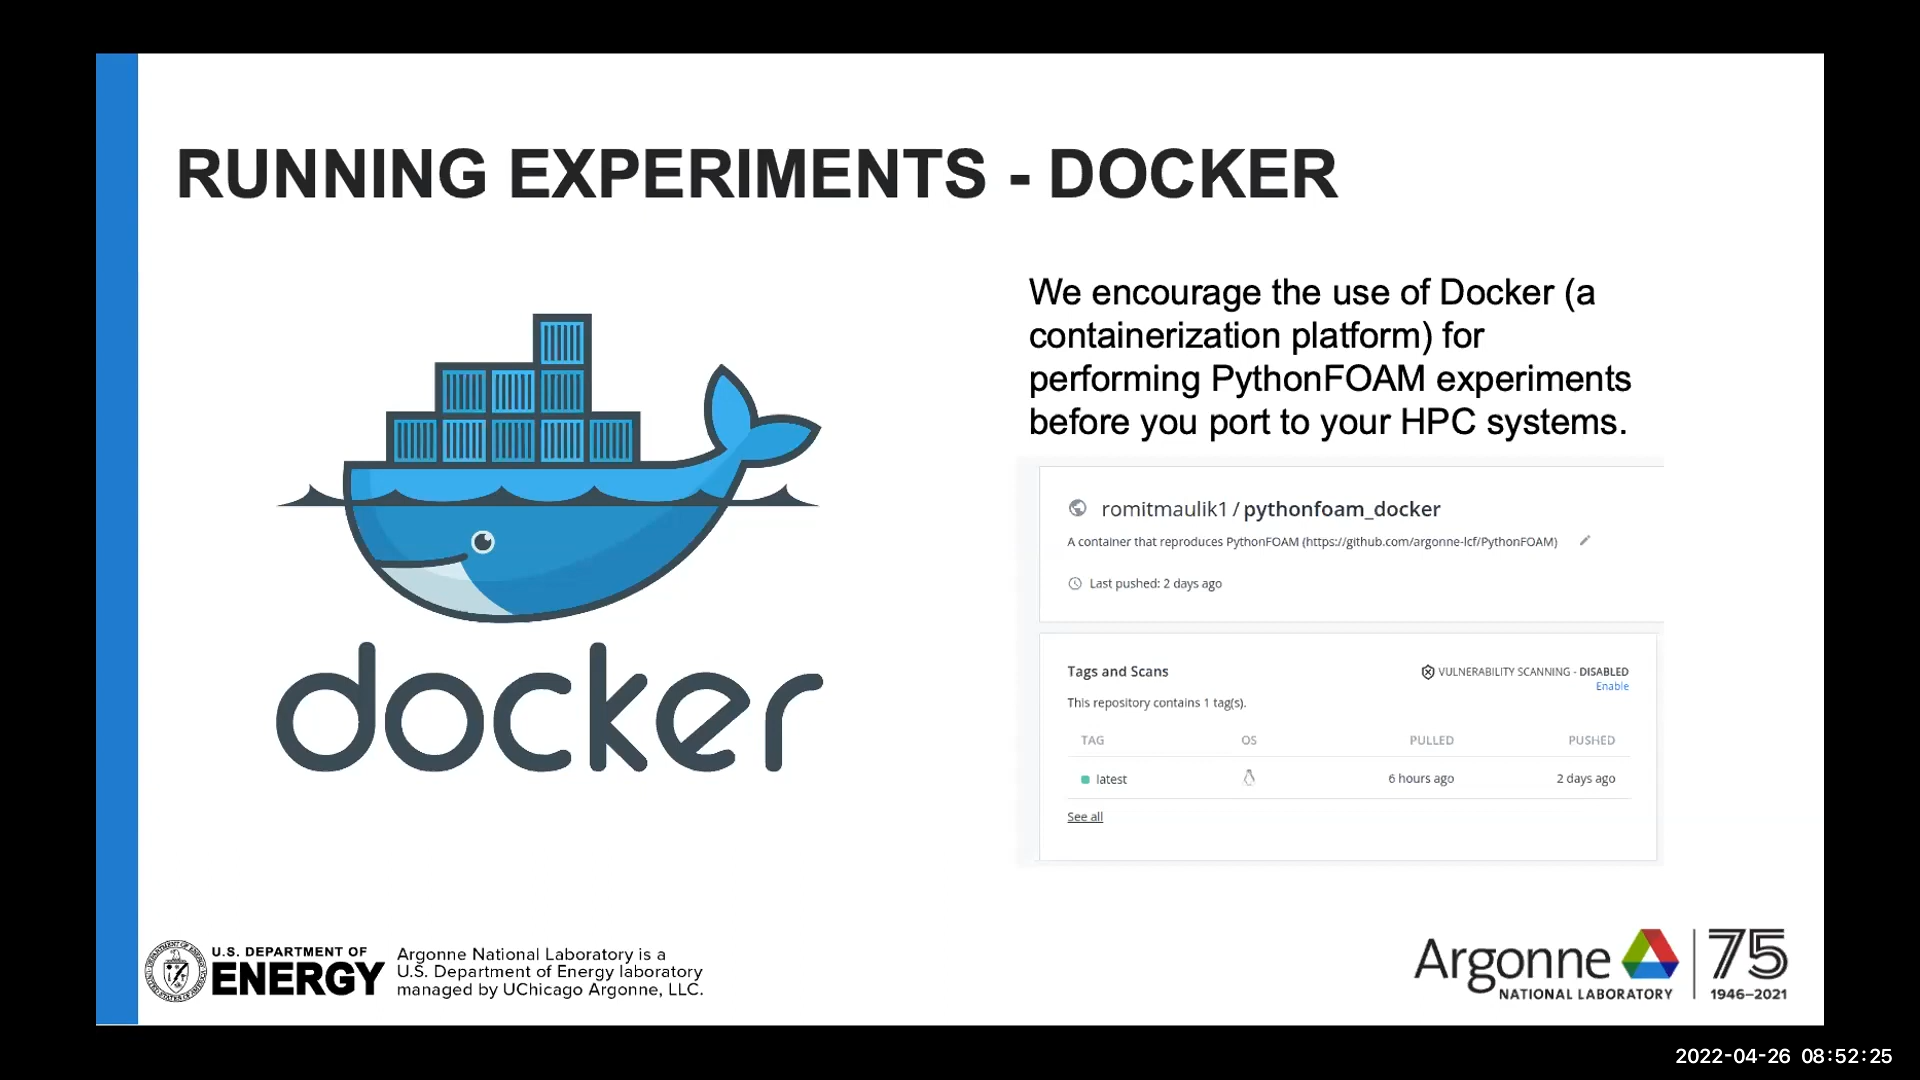 RUNNING EXPERIMENTS - DOCKER
We encourage the use of Docker (a
containerization platform) for
performing PythonFOAM experiments
before you port to your HPC systems.
docker
romitmaulik1 / pythonfoam_docker
A container that reproduces PythonFOAM (https://github.com/argonne-lcf/PythonFOAM)
Last pushed: 2 days ago
Tags and Scans
VULNERABILITY SCANNING - DISABLED
Enable
This repository contains 1 tag(s).
TAG OS PULLED PUSHED
latest 6 hours ago 2 days ago
See all
U.S. DEPARTMENT OF
ENERGY
Argonne National Laboratory is a
U.S. Department of Energy laboratory
managed by UChicago Argonne, LLC.
Argonne
NATIONAL LABORATORY
75
1946–2021
2022-04-26 08:52:25